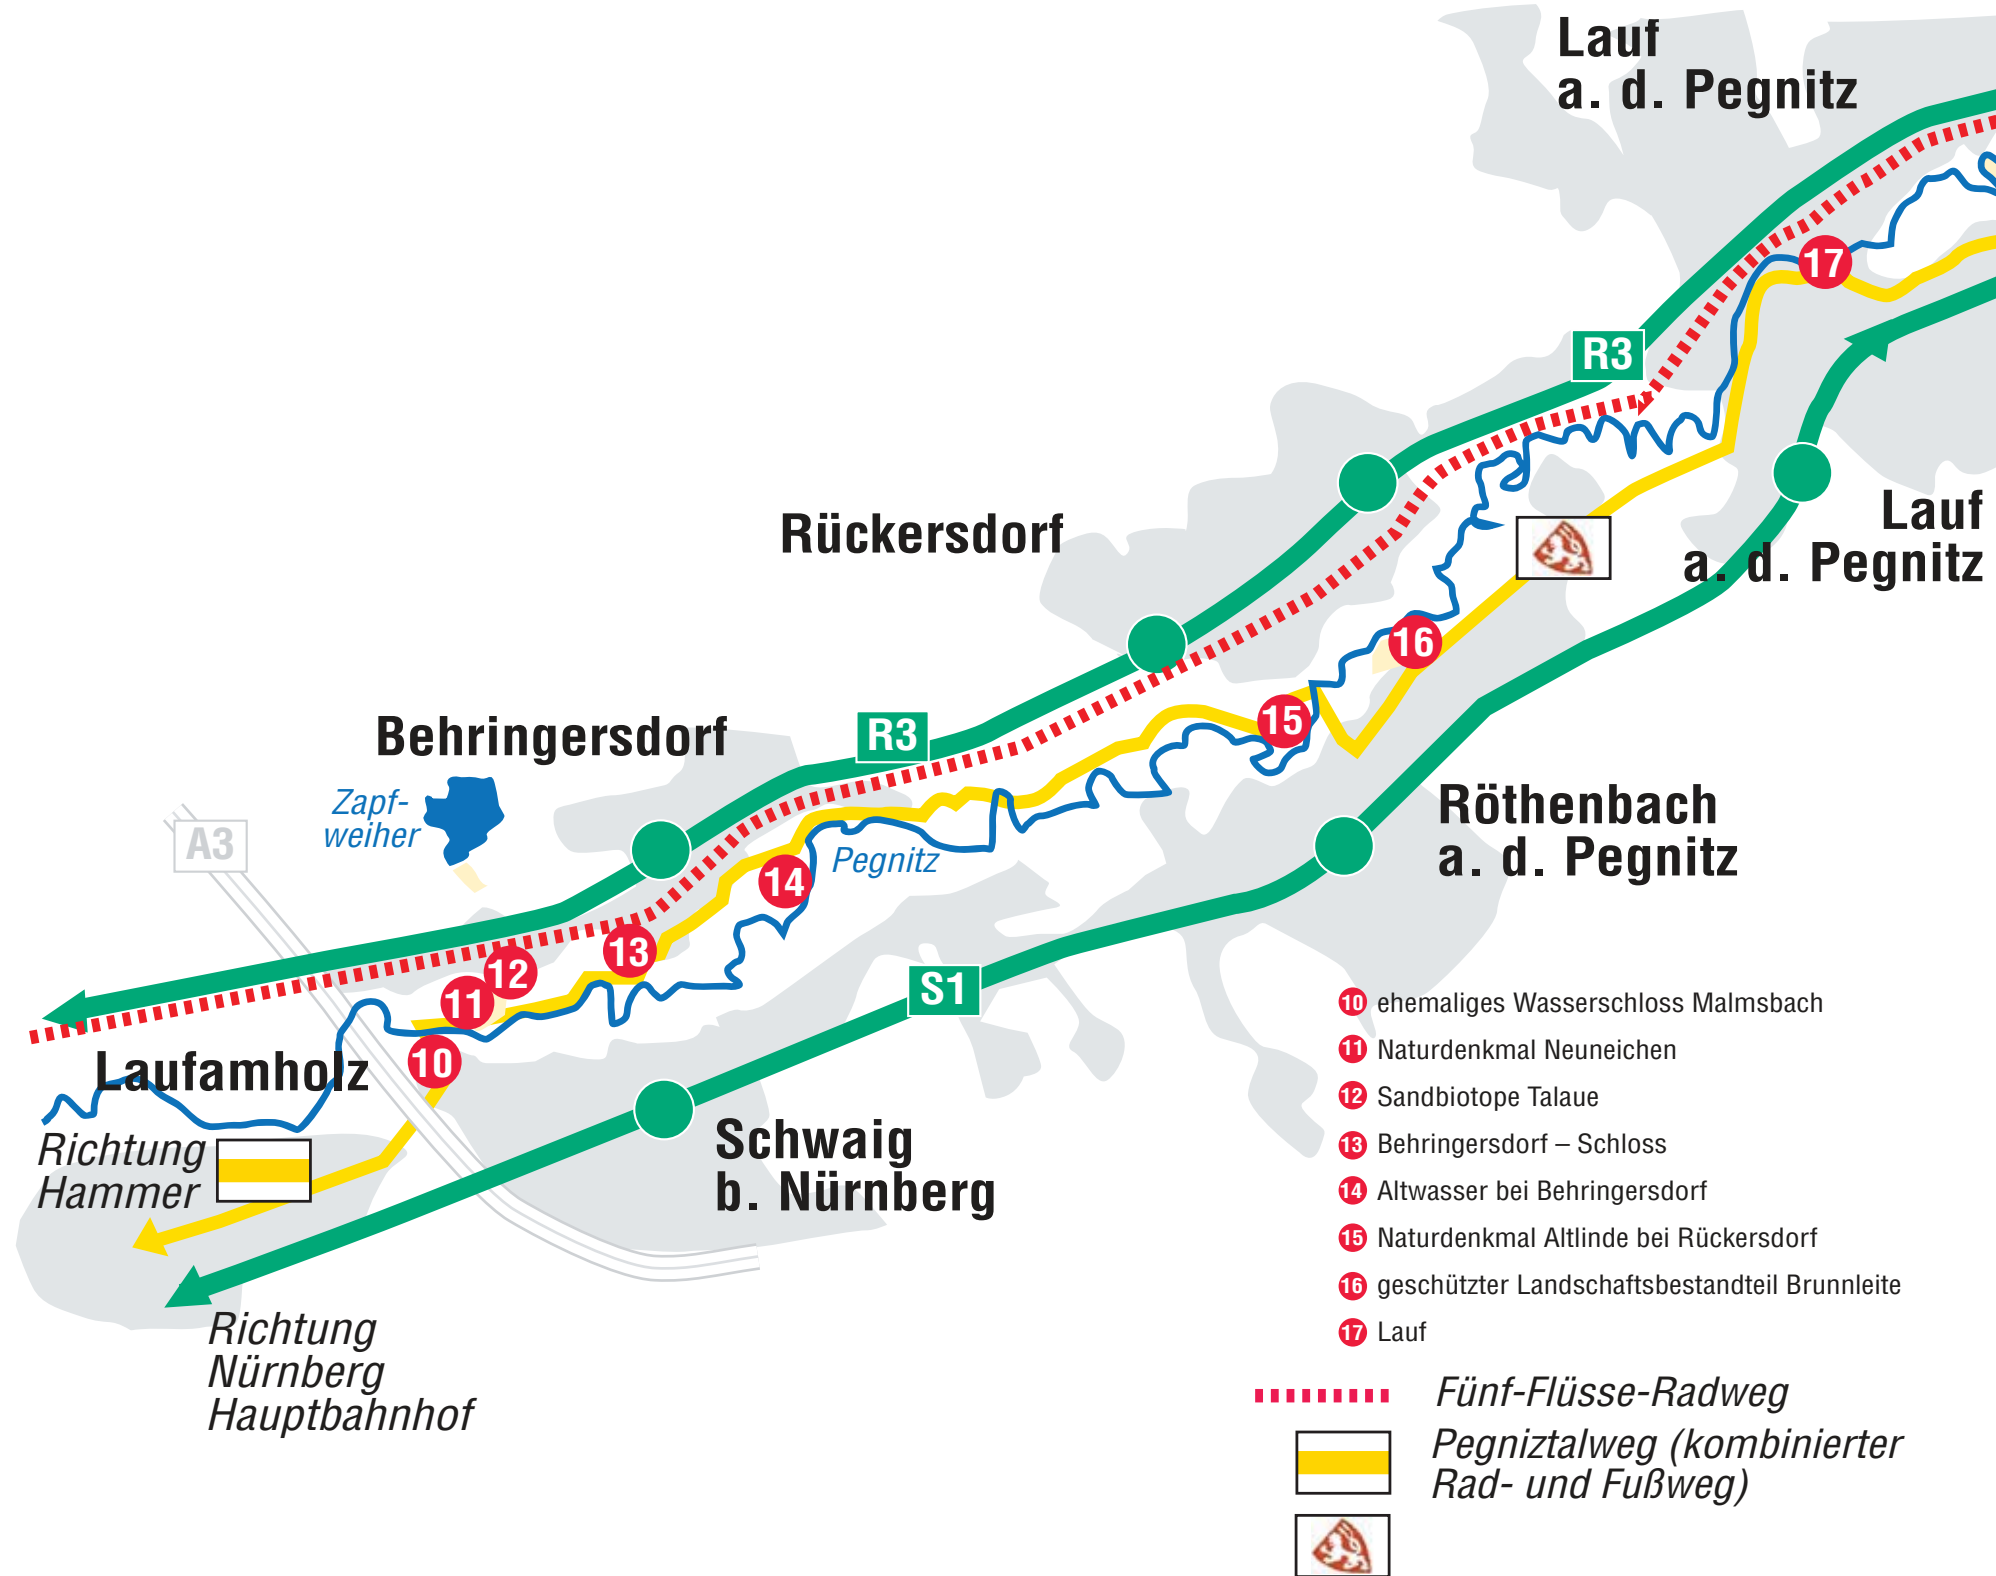 Lauf
a. d. Pegnitz
17
R3
Lauf
a. d. Pegnitz
Rückersdorf
16
15
Behringersdorf
R3
Zapf-
weiher
A3
Pegnitz
14
Röthenbach
a. d. Pegnitz
13
12
11
S1
10
Laufamholz
Richtung
Hammer
Schwaig
b. Nürnberg
Richtung
Nürnberg
Hauptbahnhof
10 ehemaliges Wasserschloss Malmsbach
11 Naturdenkmal Neuneichen
12 Sandbiotope Talaue
13 Behringersdorf – Schloss
14 Altwasser bei Behringersdorf
15 Naturdenkmal Altlinde bei Rückersdorf
16 geschützter Landschaftsbestandteil Brunnleite
17 Lauf
Fünf-Flüsse-Radweg
Pegniztalweg (kombinierter
Rad- und Fußweg)